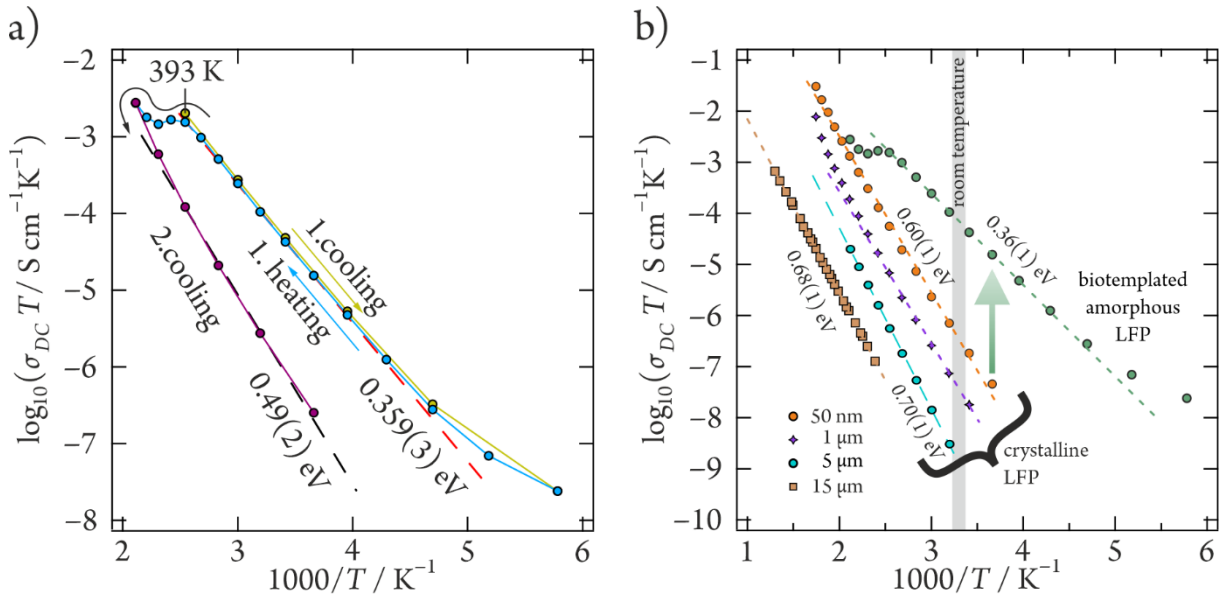 a)
393 K
1.cooling
1. heating
2.cooling
0.49(2) eV
0.359(3) eV
−2
−3
−4
−5
−6
−7
−8
log₁₀(σ_DC T / S cm⁻¹K⁻¹)
2 3 4 5 6
1000/T / K⁻¹
b)
room temperature
0.36(1) eV
0.60(1) eV
0.68(1) eV
0.70(1) eV
biotemplated
amorphous
LFP
50 nm
1 μm
5 μm
15 μm
crystalline
LFP
−1
−2
−3
−4
−5
−6
−7
−8
−9
−10
log₁₀(σ_DC T / S cm⁻¹K⁻¹)
1 2 3 4 5 6
1000/T / K⁻¹